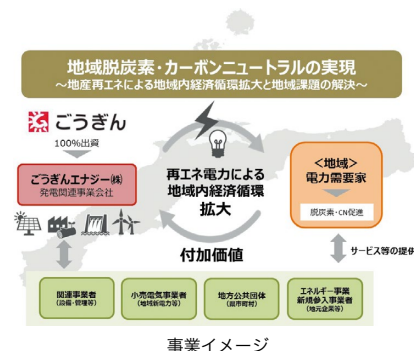 地域脱炭素・カーボンニュートラルの実現
～地産再エネによる地域内経済循環拡大と地域課題の解決～
ごうぎん
100%出資
ごうぎんエナジー㈱
発電関連事業会社
再エネ電力による
地域内経済循環
拡大
<地域>
電力需要家
脱炭素・CN促進
付加価値
サービス等の提供
関連事業者
(設備・管理等)
小売電気事業者
(地域新電力等)
地方公共団体
(県市町村)
エネルギー事業
新規参入事業者
(地元企業等)
事業イメージ